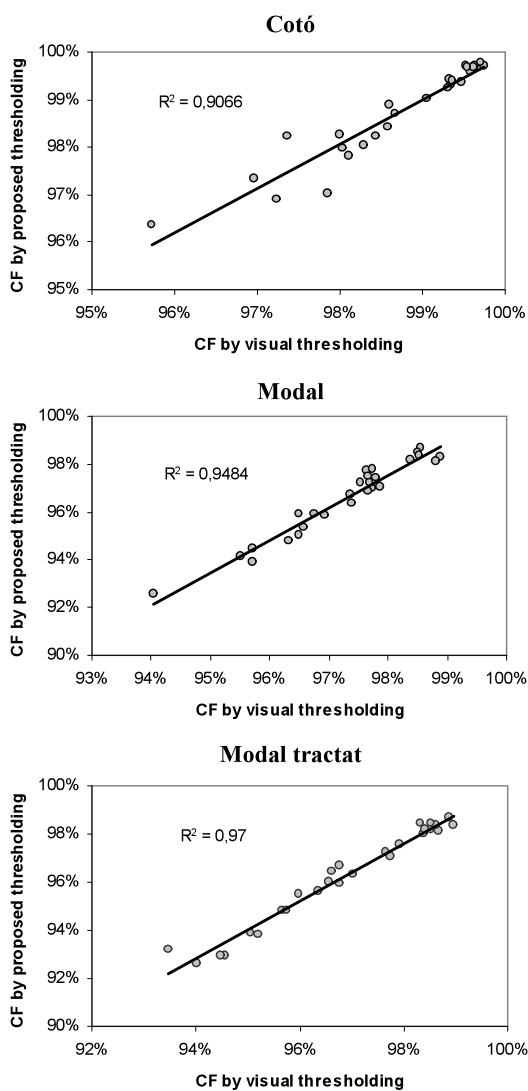 Cotó
CF by proposed thresholding
100%
99%
98%
97%
96%
95%
R² = 0,9066
95% 96% 97% 98% 99% 100%
CF by visual thresholding
Modal
CF by proposed thresholding
100%
98%
96%
94%
92%
90%
R² = 0,9484
93% 94% 95% 96% 97% 98% 99% 100%
CF by visual thresholding
Modal tractat
CF by proposed thresholding
100%
98%
96%
94%
92%
90%
R² = 0,97
92% 94% 96% 98% 100%
CF by visual thresholding